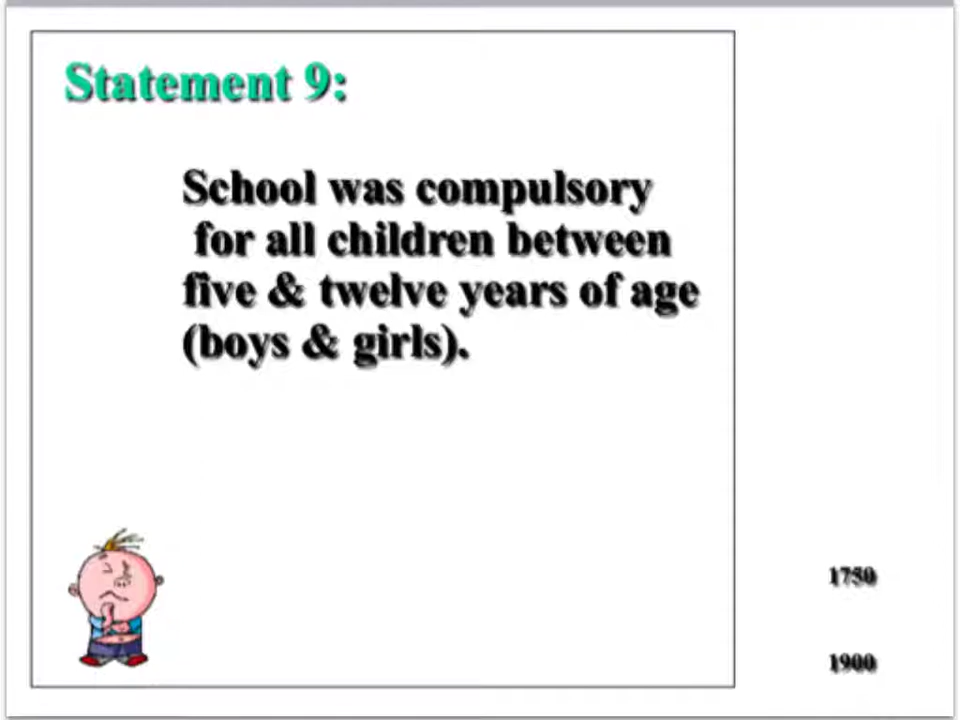 Statement 9:
School was compulsory
for all children between
five & twelve years of age
(boys & girls).
1750
1900